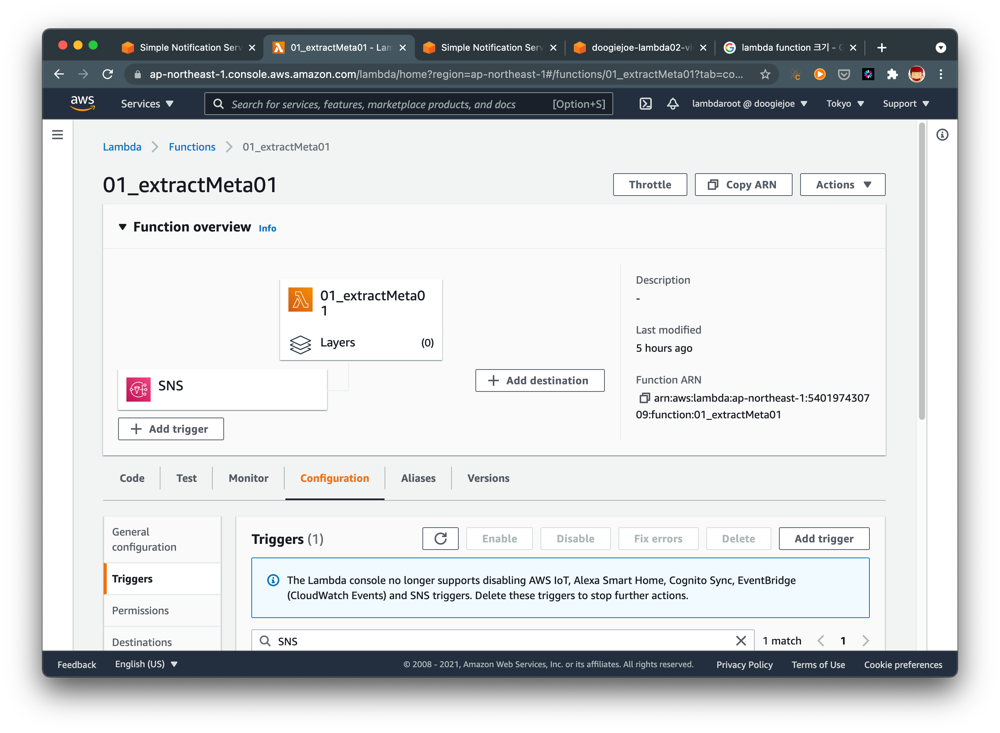 Simple Notification Serv
01_extractMeta01 - Lam
Simple Notification Serv
doogiejoe-lambda02-vi
lambda function 크기 - G
ap-northeast-1.console.aws.amazon.com/lambda/home?region=ap-northeast-1#/functions/01_extractMeta01?tab=co...
aws
Services
Search for services, features, marketplace products, and docs
[Option+S]
lambdaroot @ doogiejoe
Tokyo
Support
Lambda
Functions
01_extractMeta01
01_extractMeta01
Throttle
Copy ARN
Actions
Function overview
Info
01_extractMeta0
1
Layers
(0)
SNS
Add trigger
Add destination
Description
-
Last modified
5 hours ago
Function ARN
arn:aws:lambda:ap-northeast-1:5401974307
09:function:01_extractMeta01
Code
Test
Monitor
Configuration
Aliases
Versions
General
configuration
Triggers
Permissions
Destinations
Triggers (1)
Enable
Disable
Fix errors
Delete
Add trigger
The Lambda console no longer supports disabling AWS IoT, Alexa Smart Home, Cognito Sync, EventBridge
(CloudWatch Events) and SNS triggers. Delete these triggers to stop further actions.
SNS
1 match
1
Feedback
English (US)
© 2008 - 2021, Amazon Web Services, Inc. or its affiliates. All rights reserved.
Privacy Policy
Terms of Use
Cookie preferences